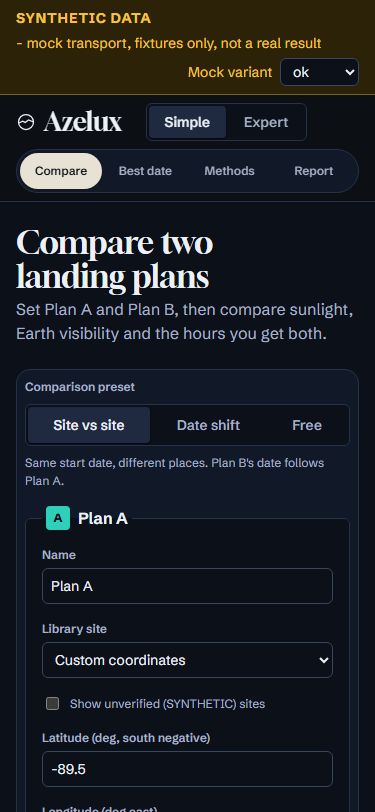 SYNTHETIC DATA
- mock transport, fixtures only, not a real result
Mock variant ok
Azelux Simple Expert
Compare Best date Methods Report
Compare two
landing plans
Set Plan A and Plan B, then compare sunlight,
Earth visibility and the hours you get both.
Comparison preset
Site vs site Date shift Free
Same start date, different places. Plan B's date follows
Plan A.
A Plan A
Name
Plan A
Library site
Custom coordinates
Show unverified (SYNTHETIC) sites
Latitude (deg, south negative)
-89.5
Longitude (deg east)